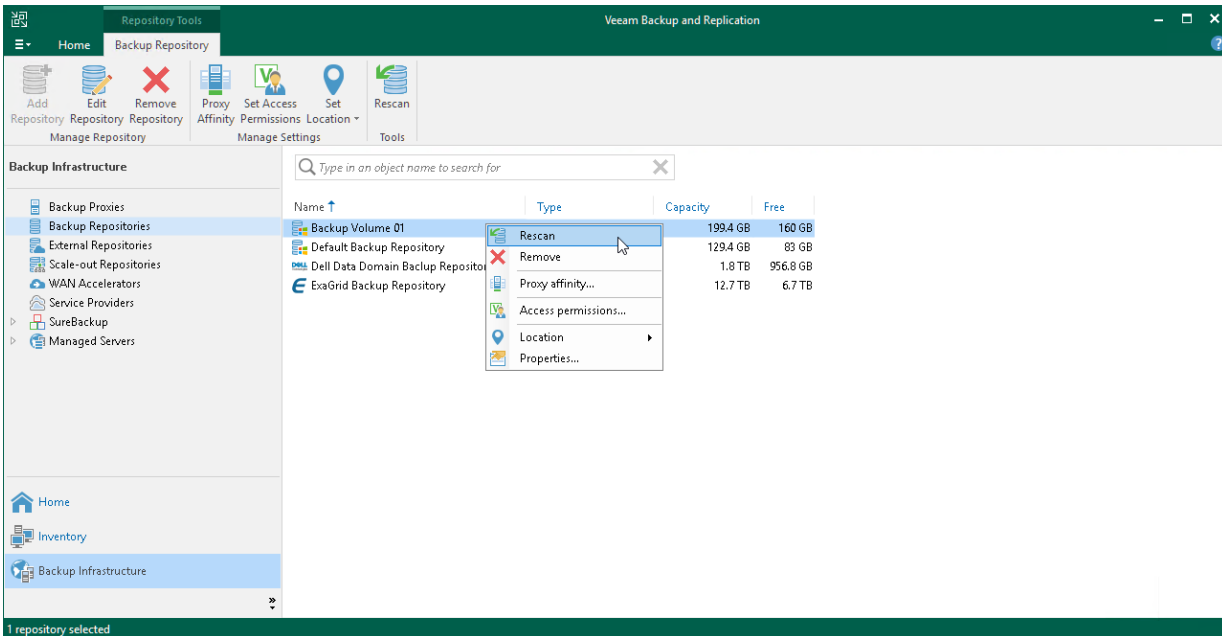 Repository Tools
Veeam Backup and Replication
Home
Backup Repository
Add Repository
Edit Repository
Remove Repository
Proxy Affinity
Set Access Permissions
Set Location
Rescan
Manage Repository
Manage Settings
Tools
Backup Infrastructure
Type in an object name to search for
Backup Proxies
Backup Repositories
External Repositories
Scale-out Repositories
WAN Accelerators
Service Providers
SureBackup
Managed Servers
Name Type Capacity Free
Backup Volume 01 199.4 GB 160 GB
Default Backup Repository 129.4 GB 83 GB
DELL Dell Data Domain Baclup Reposito 1.8 TB 956.8 GB
ExaGrid Backup Repository 12.7 TB 6.7 TB
Rescan
Remove
Proxy affinity...
Access permissions...
Location
Properties...
Home
Inventory
Backup Infrastructure
1 repository selected